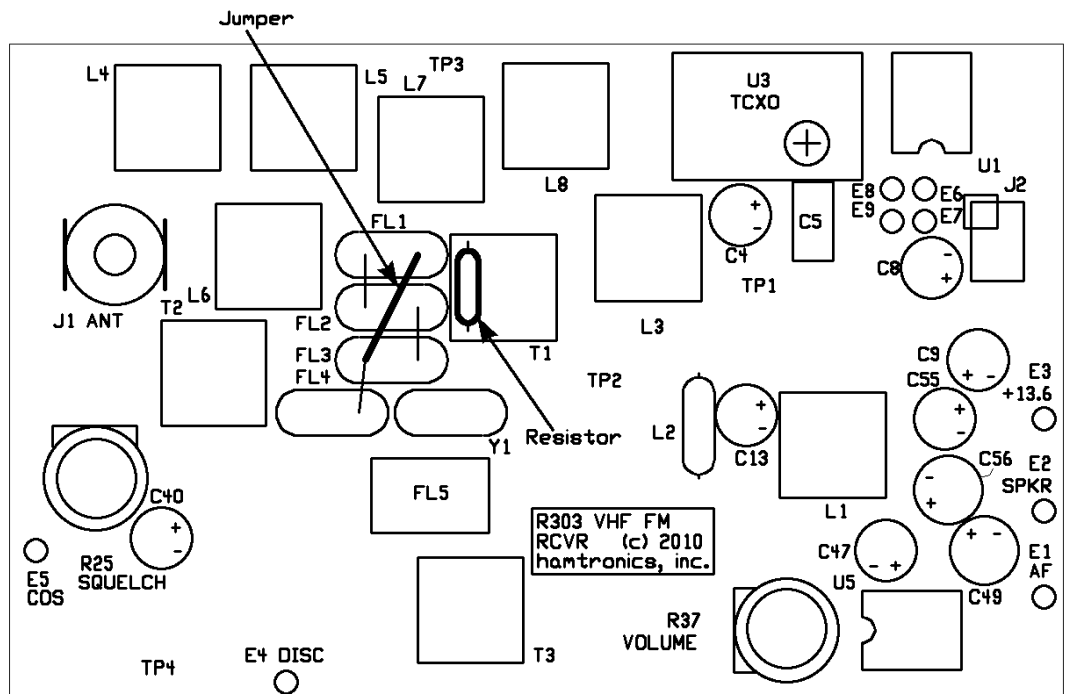 Jumper
L4
L5
TP3
L7
L8
U3
TCXO
U1
J2
E8
E6
E9
E7
C4
C5
C8
TP1
FL1
J1 ANT
T2
L6
FL2
FL3
FL4
T1
L3
TP2
C9
C55
E3
+13.6
Resistor
Y1
L2
C13
C56
E2
SPKR
FL5
L1
C40
R303 VHF FM
RCVR (c) 2010
hamtronics, inc.
R25
SQUELCH
E5
COS
C47
U5
C49
E1
AF
R37
VOLUME
T3
TP4
E4 DISC
+
-
-
+
+ -
+
-
+
-
-
+
+ -
- +
+
-